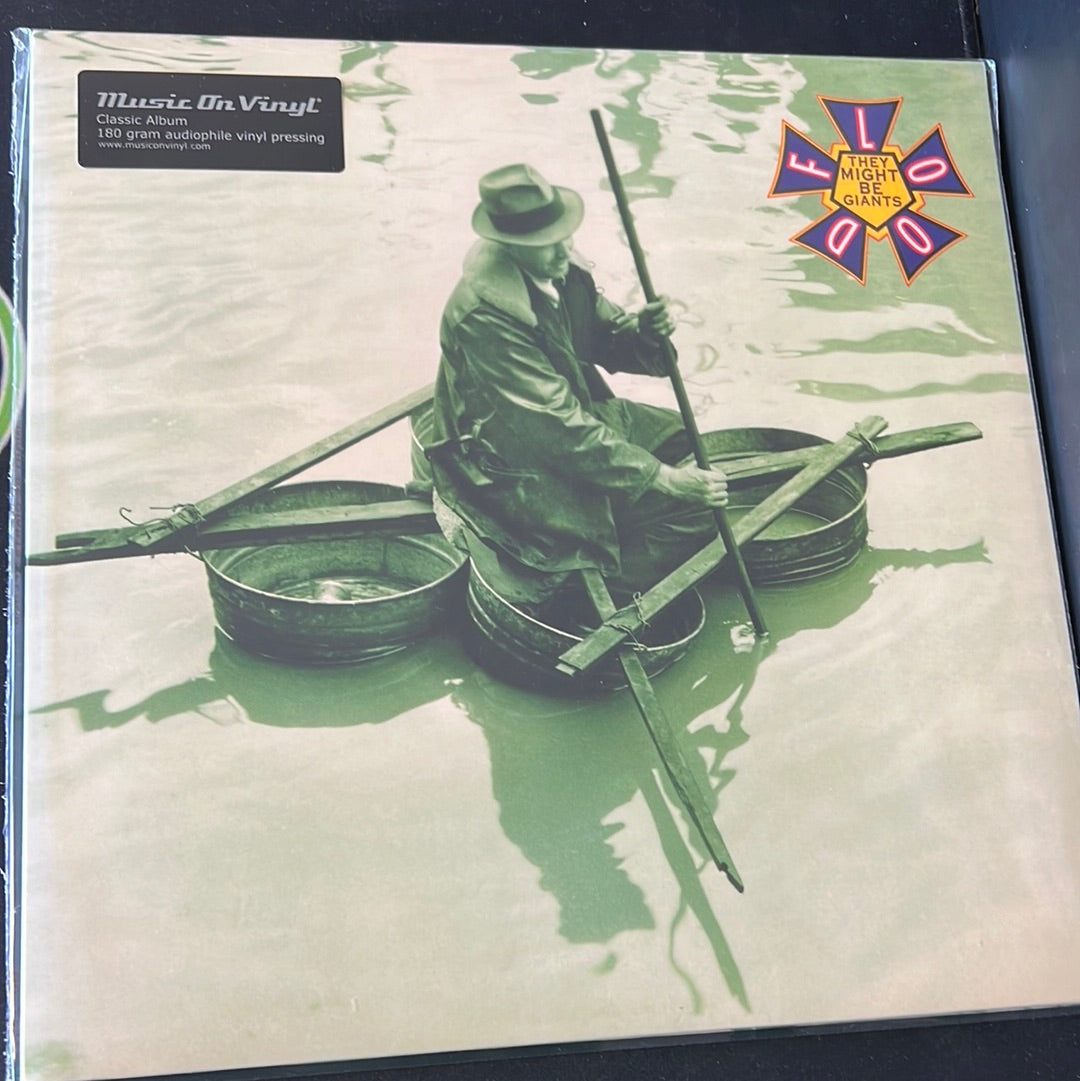 Music On Vinyl
Classic Album
180 gram audiophile vinyl pressing
www.musiconvinyl.com
FLOOD
THEY
MIGHT
BE
GIANTS